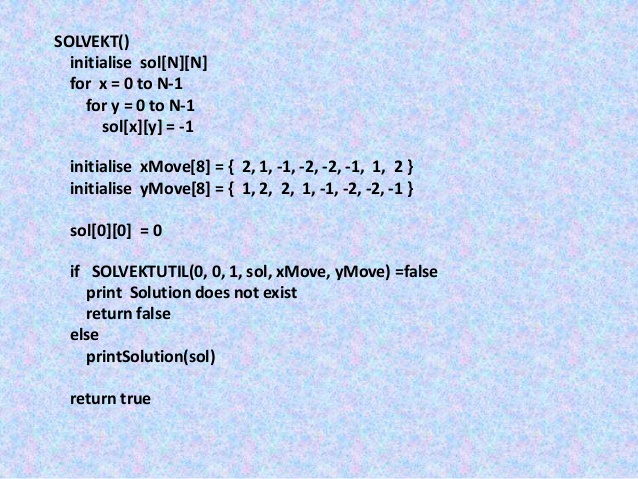 SOLVEKT()
initialise sol[N][N]
for x = 0 to N-1
for y = 0 to N-1
sol[x][y] = -1
initialise xMove[8] = { 2, 1, -1, -2, -2, -1, 1, 2 }
initialise yMove[8] = { 1, 2, 2, 1, -1, -2, -2, -1 }
sol[0][0] = 0
if SOLVEKTUTIL(0, 0, 1, sol, xMove, yMove) =false
print Solution does not exist
return false
else
printSolution(sol)
return true